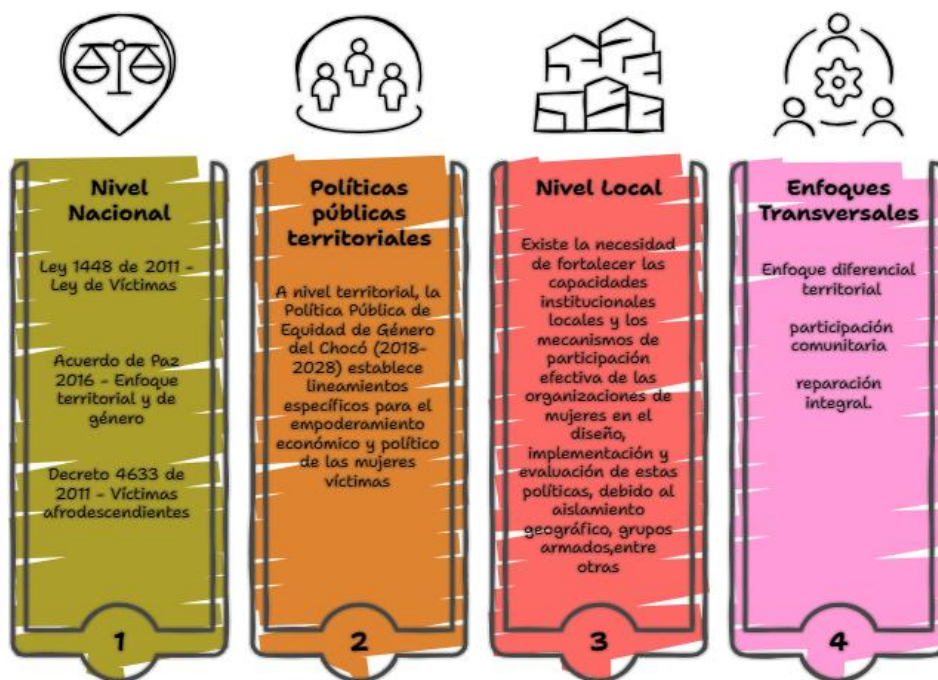 Nivel
Nacional
Ley 1448 de 2011 -
Ley de Víctimas
Acuerdo de Paz
2016 - Enfoque
territorial y de
género
Decreto 4633 de
2011 - Víctimas
afrodescendientes
1
Políticas
públicas
territoriales
A nivel territorial, la
Política Pública de
Equidad de Género
del Chocó (2018-
2028) establece
lineamientos
específicos para el
empoderamiento
económico y político
de las mujeres
víctimas
2
Nivel Local
Existe la necesidad
de fortalecer las
capacidades
institucionales
locales y los
mecanismos de
participación
efectiva de las
organizaciones de
mujeres en el
diseño,
implementación y
evaluación de estas
políticas, debido al
aislamiento
geográfico, grupos
armados,entre
otras
3
Enfoques
Transversales
Enfoque diferencial
territorial
participación
comunitaria
reparación
integral.
4